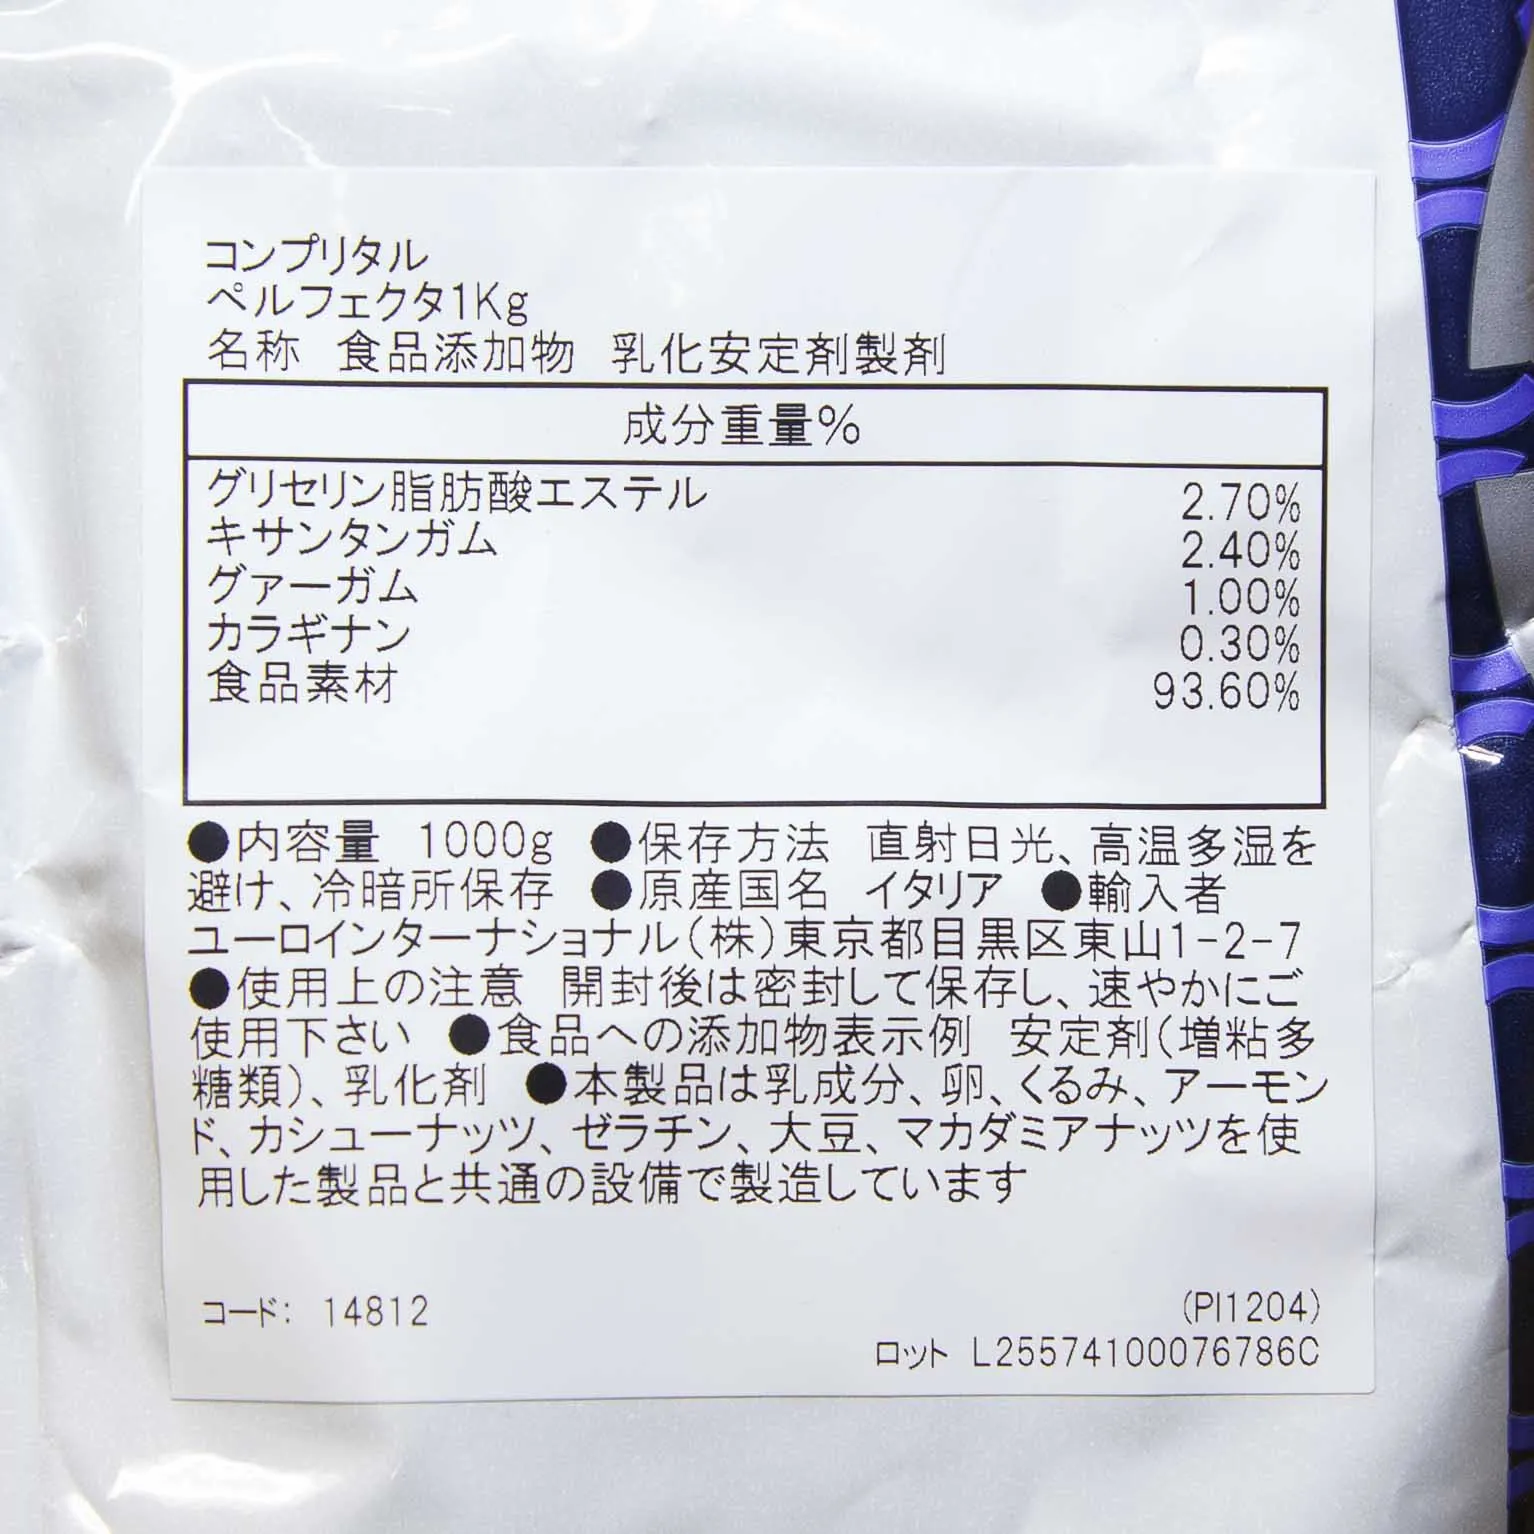 コンプリタル
ペルフェクタ1Kg
名称 食品添加物 乳化安定剤製剤
成分重量%
グリセリン脂肪酸エステル 2.70%
キサンタンガム 2.40%
グァーガム 1.00%
カラギナン 0.30%
食品素材 93.60%
●内容量 1000g ●保存方法 直射日光、高温多湿を
避け、冷暗所保存 ●原産国名 イタリア ●輸入者
ユーロインターナショナル(株)東京都目黒区東山1-2-7
●使用上の注意 開封後は密封して保存し、速やかにご
使用下さい ●食品への添加物表示例 安定剤(増粘多
糖類)、乳化剤 ●本製品は乳成分、卵、くるみ、アーモン
ド、カシューナッツ、ゼラチン、大豆、マカダミアナッツを使
用した製品と共通の設備で製造しています
コード: 14812 (PI1204)
ロット L25574100076786C